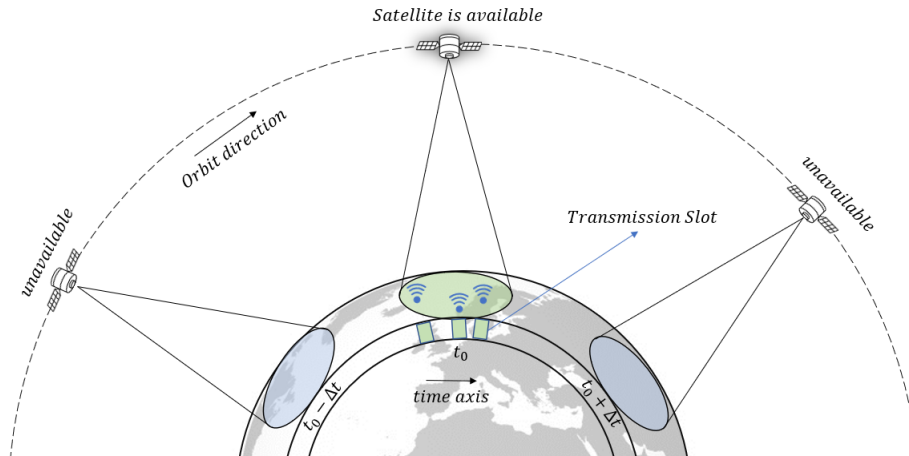 Satellite is available
Orbit direction
unavailable
unavailable
Transmission Slot
t₀
t₀ − Δt
t₀ + Δt
time axis